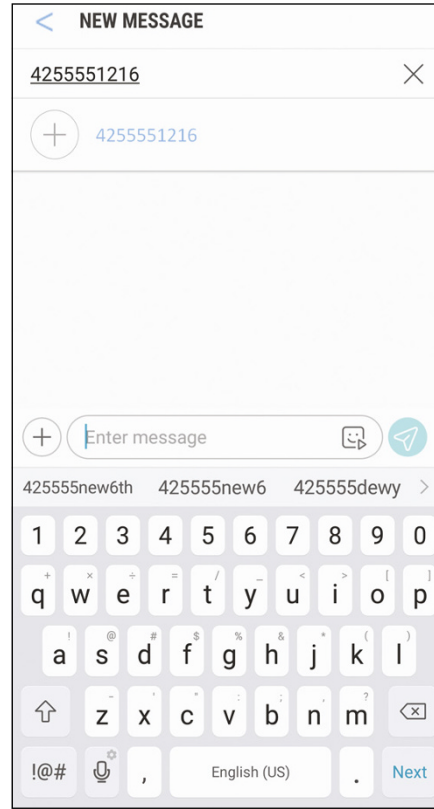 < NEW MESSAGE
4255551216
4255551216
Enter message
425555new6th 425555new6 425555dewy >
1 2 3 4 5 6 7 8 9 0
+ × ÷ = / _ < > [ ]
q w e r t y u i o p
! @ # $ % & * ( )
a s d f g h j k l
- ' " : ; , ?
z x c v b n m
!@# , English (US) . Next